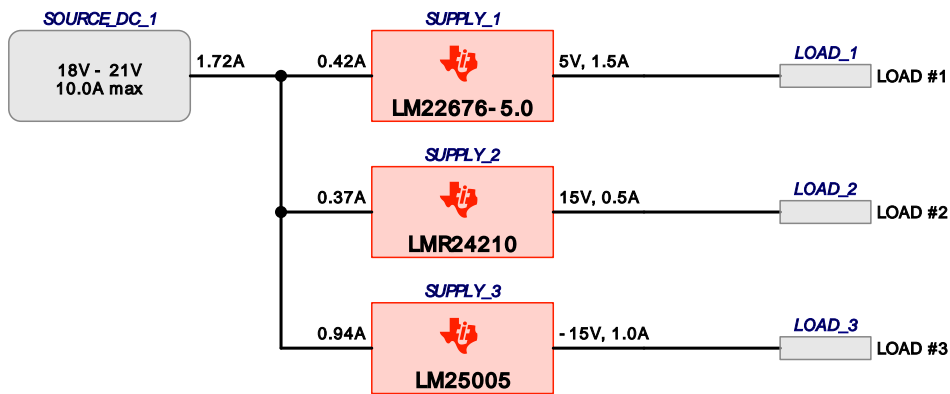 SOURCE_DC_1
18V - 21V
10.0A max
1.72A
SUPPLY_1
0.42A
LM22676-5.0
5V, 1.5A
LOAD_1
LOAD #1
SUPPLY_2
0.37A
LMR24210
15V, 0.5A
LOAD_2
LOAD #2
SUPPLY_3
0.94A
LM25005
-15V, 1.0A
LOAD_3
LOAD #3